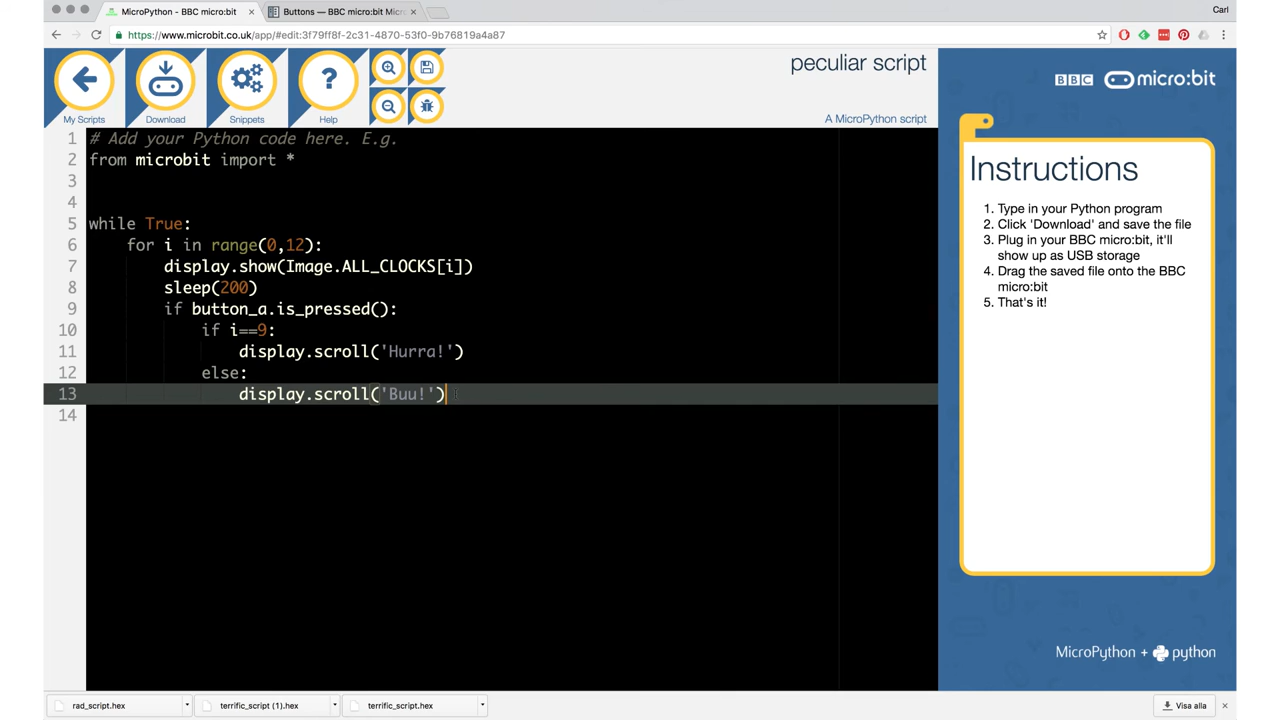 MicroPython - BBC micro:bit
Buttons — BBC micro:bit Micr
Carl
https://www.microbit.co.uk/app/#edit:3f79ff8f-2c31-4870-53f0-9b76819a4d87
My Scripts
Download
Snippets
Help
peculiar script
A MicroPython script
BBC micro:bit
1 # Add your Python code here. E.g.
2 from microbit import *
3
4
5 while True:
6 for i in range(0,12):
7 display.show(Image.ALL_CLOCKS[i])
8 sleep(200)
9 if button_a.is_pressed():
10 if i==9:
11 display.scroll('Hurra!')
12 else:
13 display.scroll('Buu!')
14
Instructions
1. Type in your Python program
2. Click 'Download' and save the file
3. Plug in your BBC micro:bit, it'll
show up as USB storage
4. Drag the saved file onto the BBC
micro:bit
5. That's it!
MicroPython + python
rad_script.hex
terrific_script (1).hex
terrific_script.hex
Visa alla